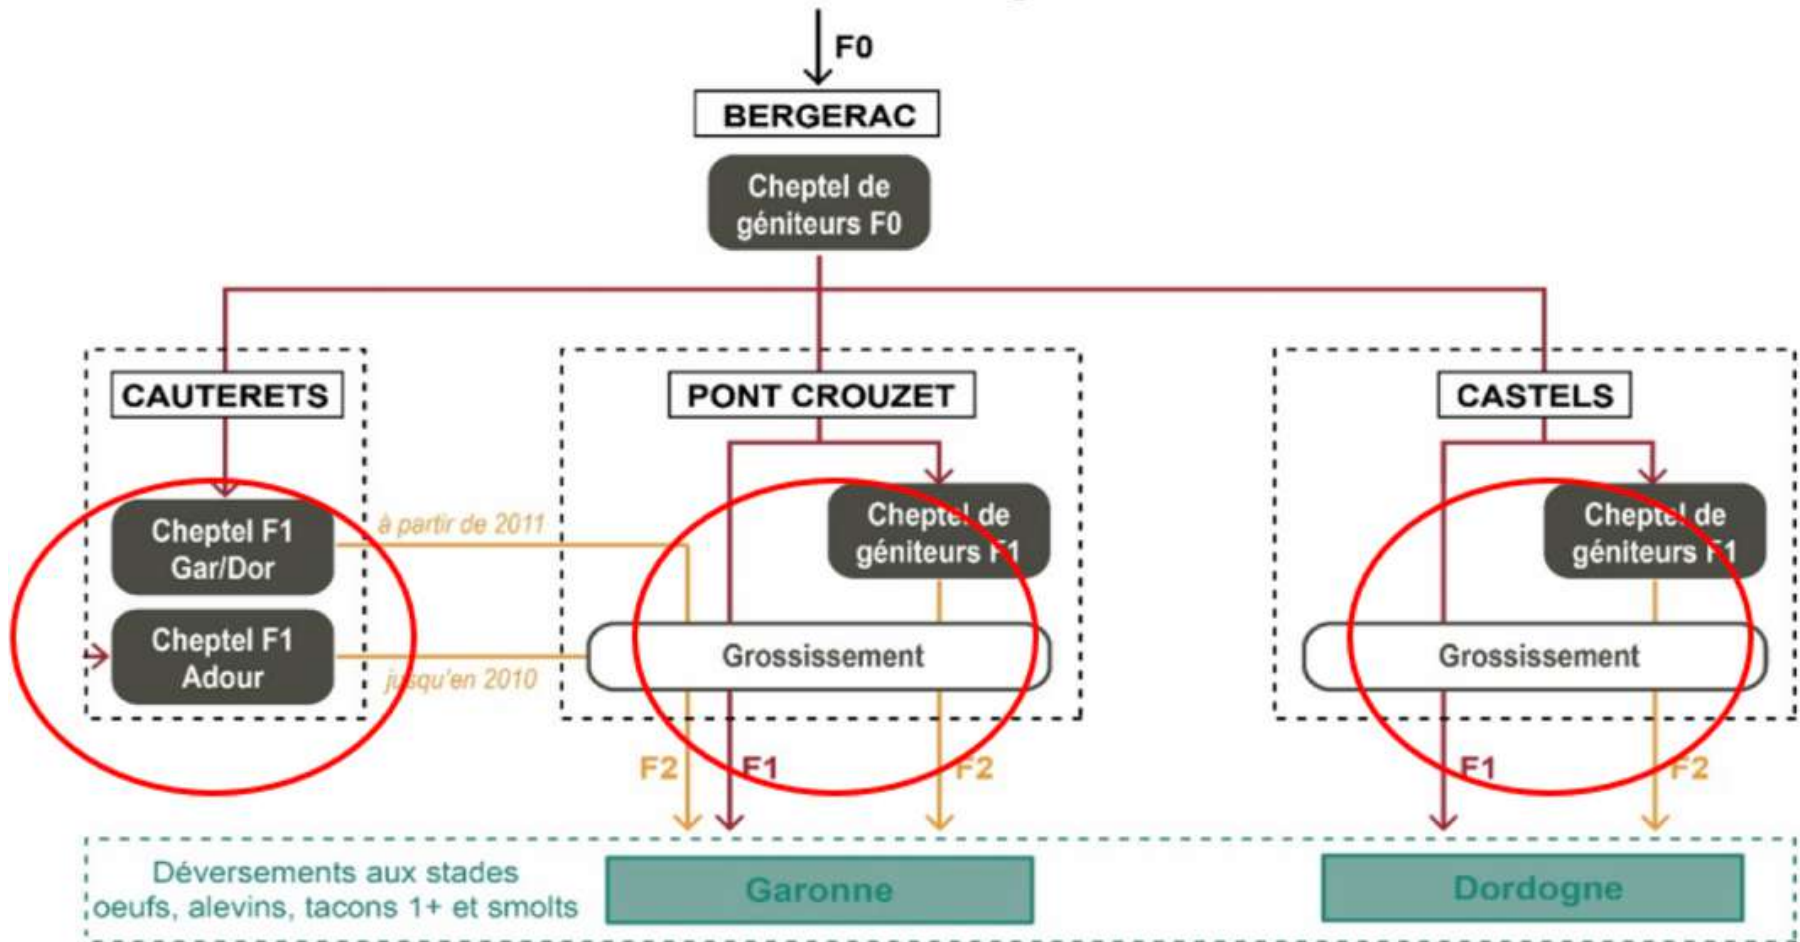 F0
BERGERAC
Cheptel de
géniteurs F0
CAUTERETS
PONT CROUZET
CASTELS
Cheptel F1
Gar/Dor
à partir de 2011
Cheptel de
géniteurs F1
Cheptel de
géniteurs F1
Cheptel F1
Adour
jusqu'en 2010
Grossissement
Grossissement
F2
F1
F2
F1
F2
Déversements aux stades
oeufs, alevins, tacons 1+ et smolts
Garonne
Dordogne